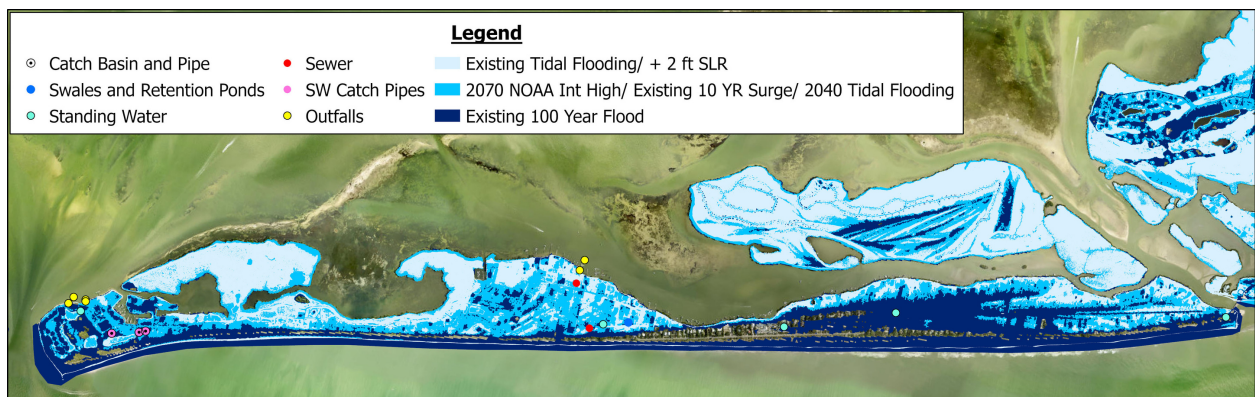 Legend
Catch Basin and Pipe
Sewer
Existing Tidal Flooding/ + 2 ft SLR
Swales and Retention Ponds
SW Catch Pipes
2070 NOAA Int High/ Existing 10 YR Surge/ 2040 Tidal Flooding
Standing Water
Outfalls
Existing 100 Year Flood